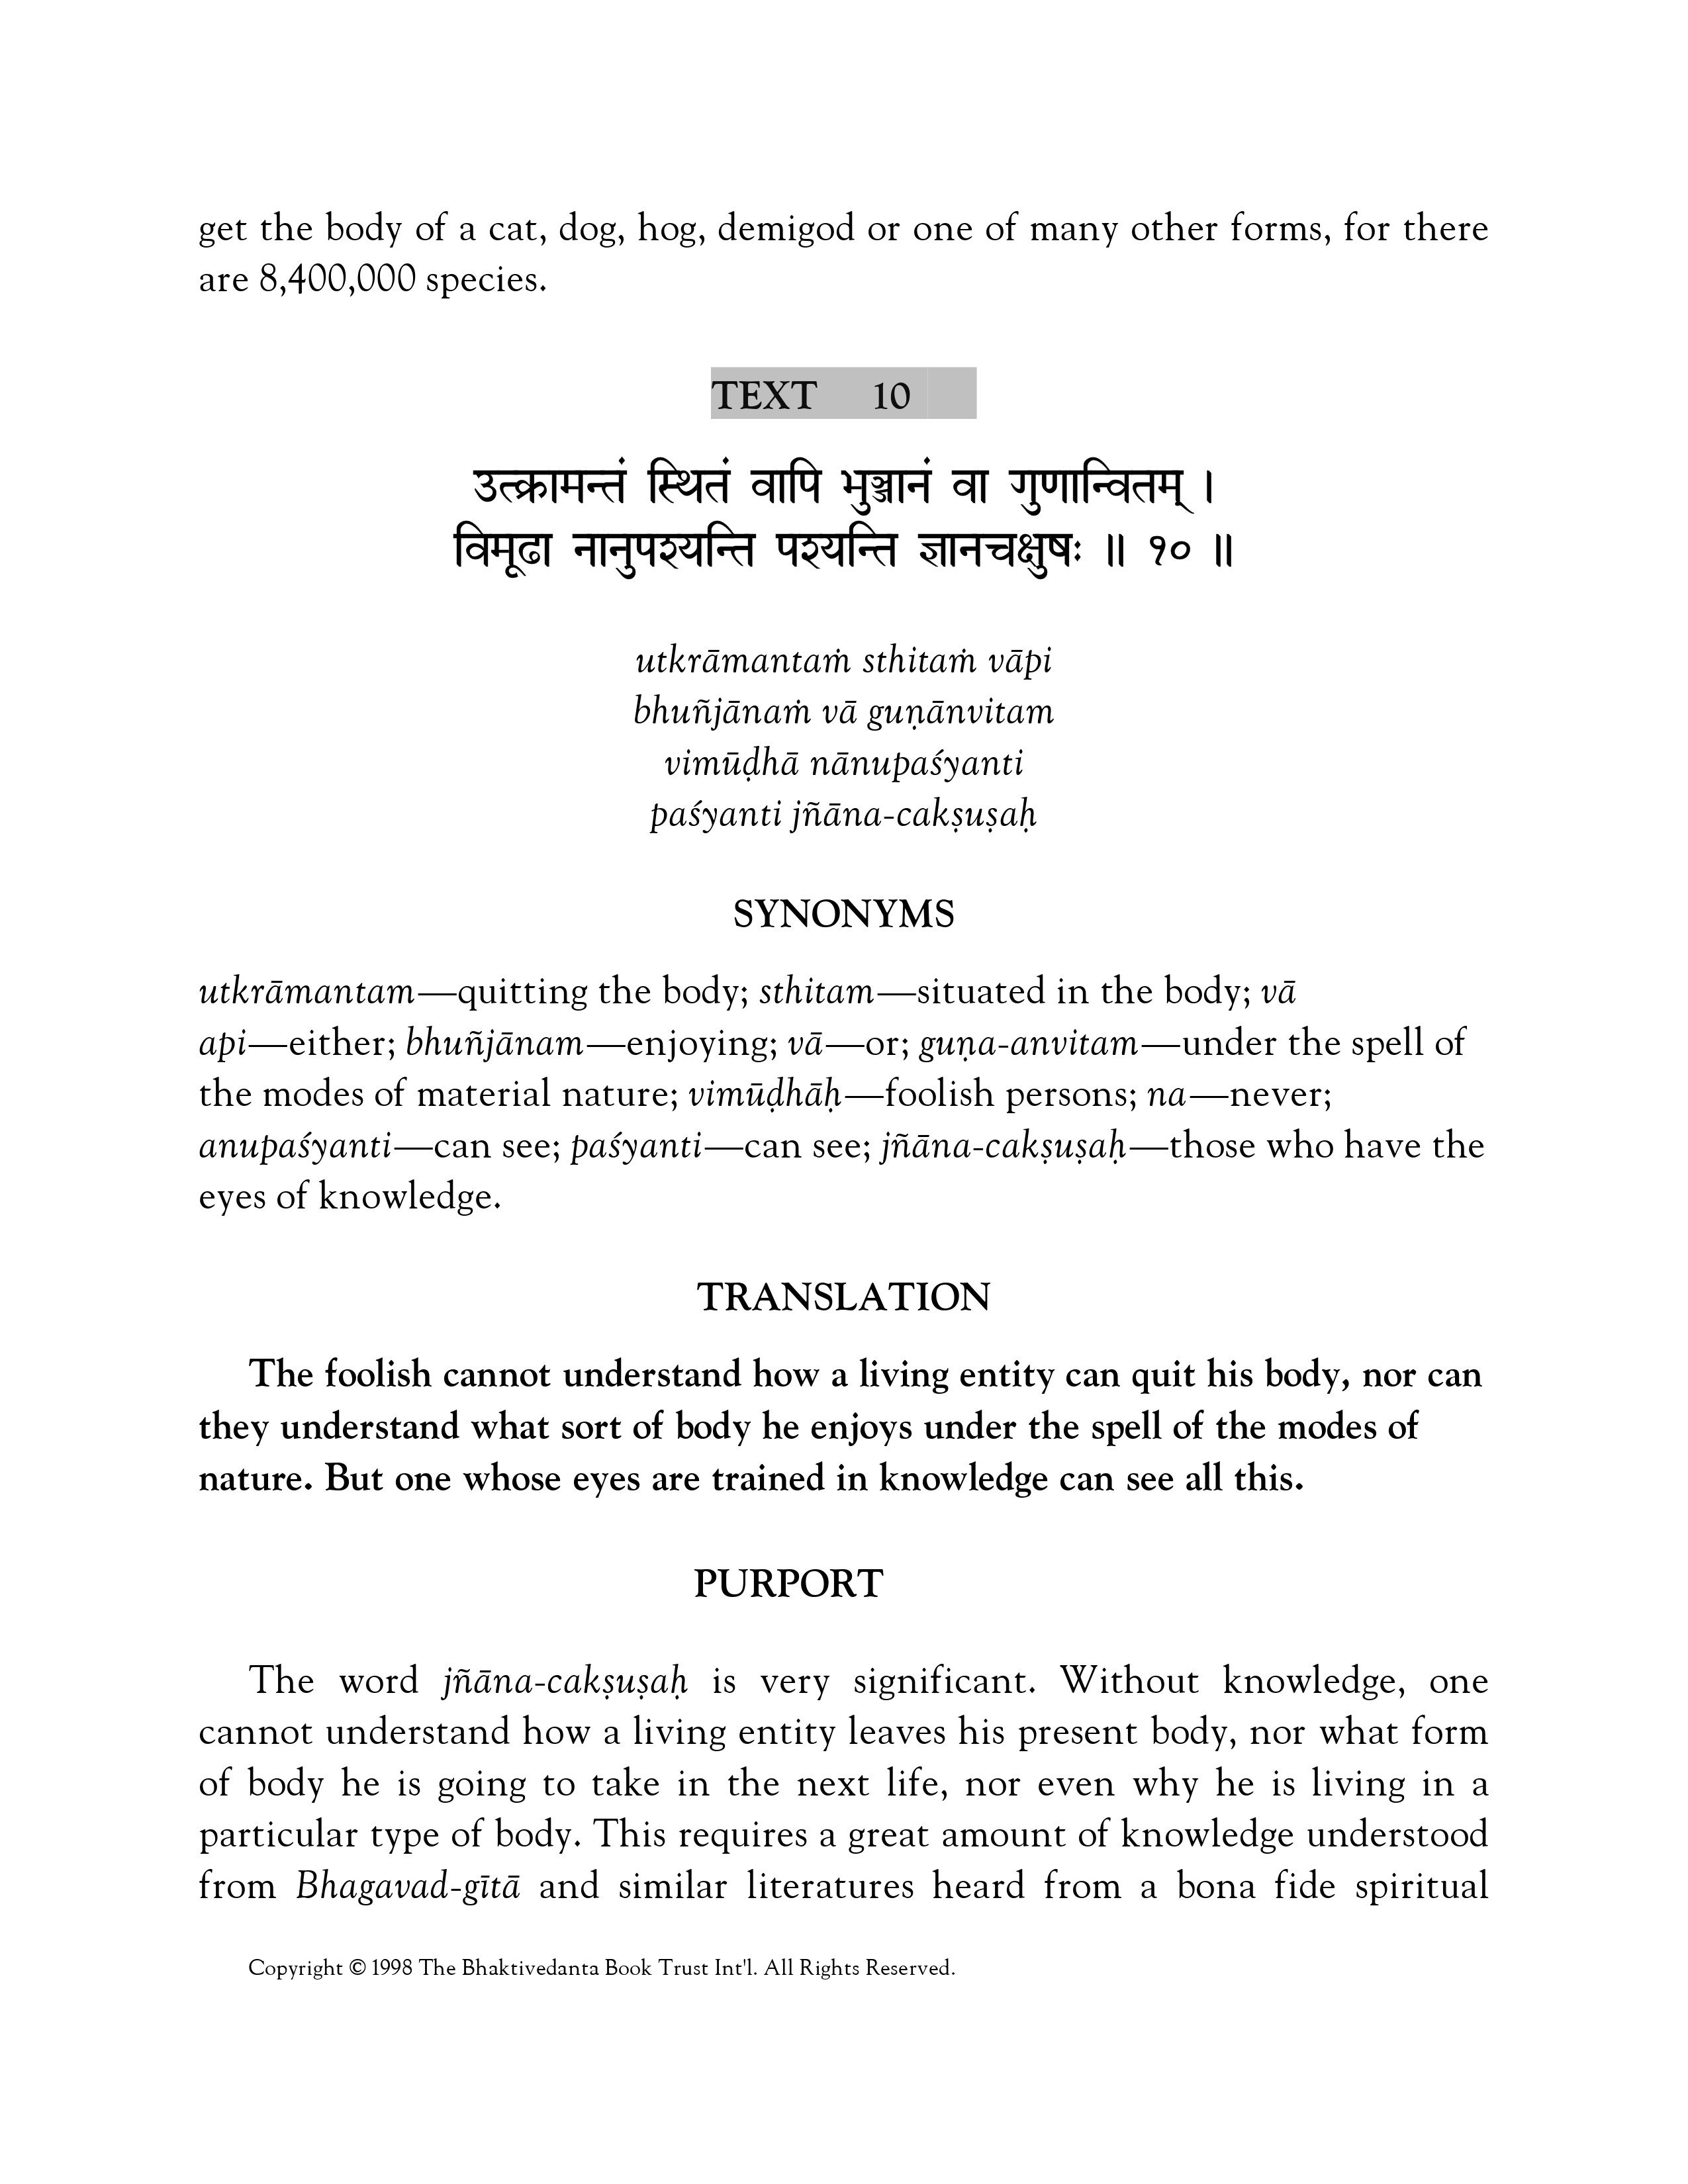 get the body of a cat, dog, hog, demigod or one of many other forms, for there
are 8,400,000 species.
TEXT 10
उत्क्रामन्तं स्थितं वापि भुञ्जानं वा गुणान्वितम् ।
विमूढा नानुपश्यन्ति पश्यन्ति ज्ञानचक्षुषः ॥ १० ॥
utkrāmantaṁ sthitaṁ vāpi
bhuñjānaṁ vā guṇānvitam
vimūḍhā nānupaśyanti
paśyanti jñāna-cakṣuṣaḥ
SYNONYMS
utkrāmantam—quitting the body; sthitam—situated in the body; vā
api—either; bhuñjānam—enjoying; vā—or; guṇa-anvitam—under the spell of
the modes of material nature; vimūḍhāḥ—foolish persons; na—never;
anupaśyanti—can see; paśyanti—can see; jñāna-cakṣuṣaḥ—those who have the
eyes of knowledge.
TRANSLATION
The foolish cannot understand how a living entity can quit his body, nor can
they understand what sort of body he enjoys under the spell of the modes of
nature. But one whose eyes are trained in knowledge can see all this.
PURPORT
The word jñāna-cakṣuṣaḥ is very significant. Without knowledge, one
cannot understand how a living entity leaves his present body, nor what form
of body he is going to take in the next life, nor even why he is living in a
particular type of body. This requires a great amount of knowledge understood
from Bhagavad-gītā and similar literatures heard from a bona fide spiritual
Copyright © 1998 The Bhaktivedanta Book Trust Int'l. All Rights Reserved.